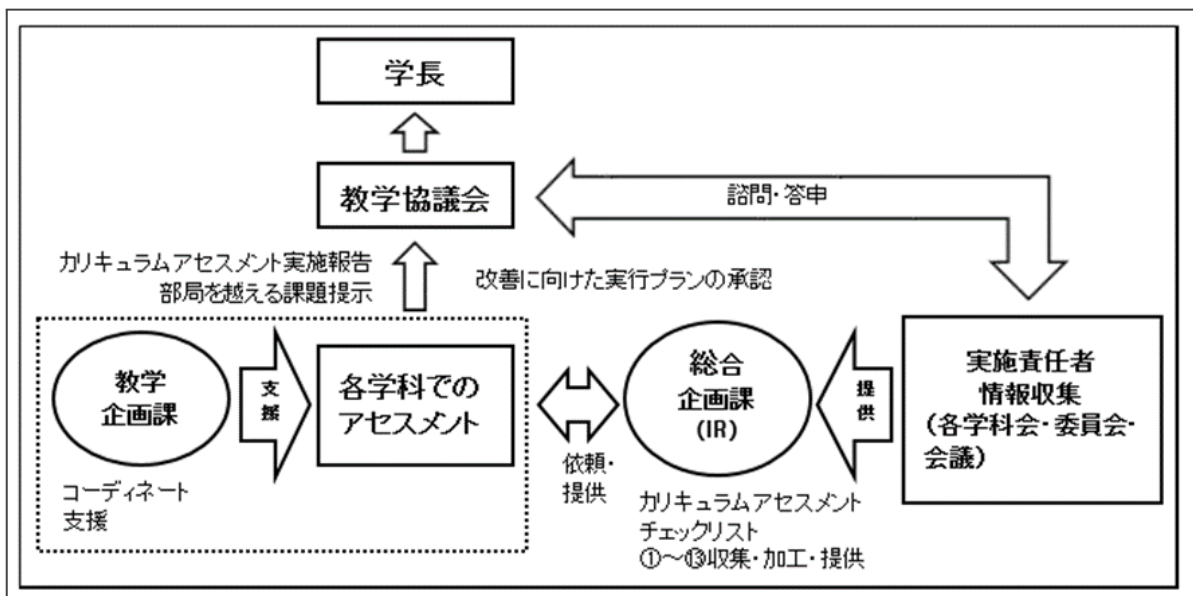 学長
教学協議会
諮問・答申
カリキュラムアセスメント実施報告
部局を越える課題提示
改善に向けた実行プランの承認
教学
企画課
支援
各学科での
アセスメント
コーディネート
支援
依頼・
提供
総合
企画課
(IR)
提供
実施責任者
情報収集
(各学科会・委員会・
会議)
カリキュラムアセスメント
チェックリスト
①～⑬収集・加工・提供